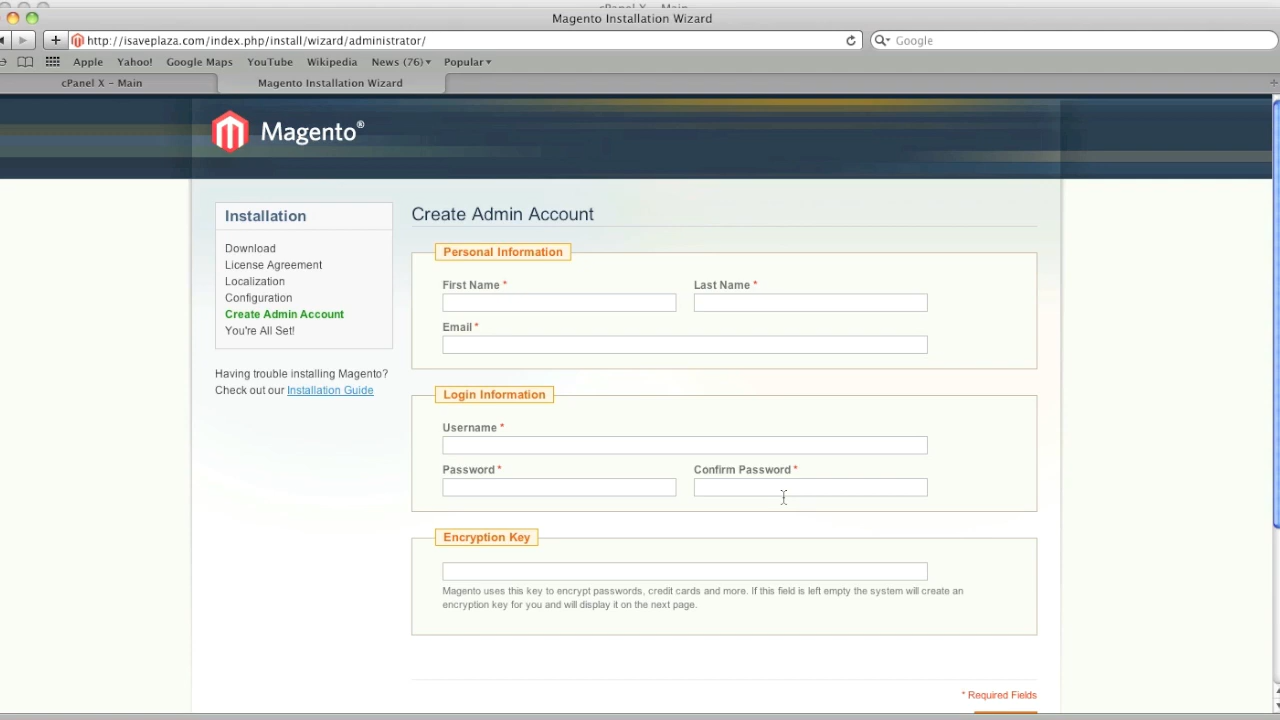 cPanel X – Main
Magento Installation Wizard
http://isaveplaza.com/index.php/install/wizard/administrator/
Google
Apple Yahoo! Google Maps YouTube Wikipedia News (76) Popular
cPanel X – Main
Magento Installation Wizard
Magento®
Installation
Download
License Agreement
Localization
Configuration
Create Admin Account
You're All Set!
Having trouble installing Magento?
Check out our Installation Guide
Create Admin Account
Personal Information
First Name *
Last Name *
Email *
Login Information
Username *
Password *
Confirm Password *
Encryption Key
Magento uses this key to encrypt passwords, credit cards and more. If this field is left empty the system will create an
encryption key for you and will display it on the next page.
* Required Fields